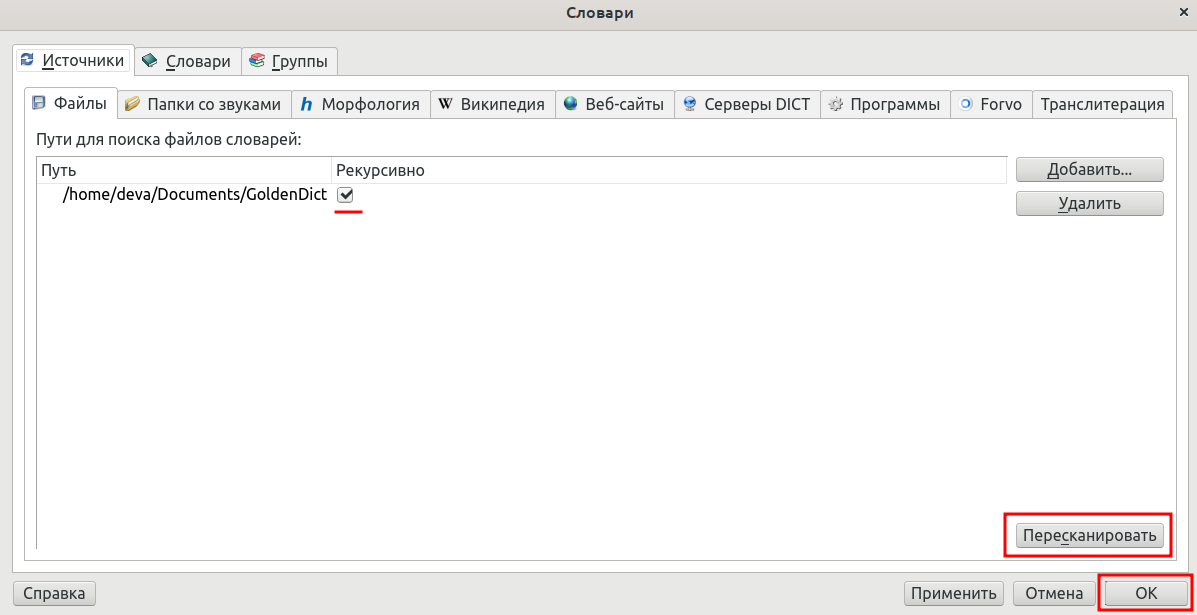 Словари
Источники Словари Группы
Файлы Папки со звуками Морфология W Википедия Веб-сайты Серверы DICT Программы Forvo Транслитерация
Пути для поиска файлов словарей:
Путь Рекурсивно Добавить...
/home/deva/Documents/GoldenDict
Удалить
Пересканировать
Справка Применить Отмена OK